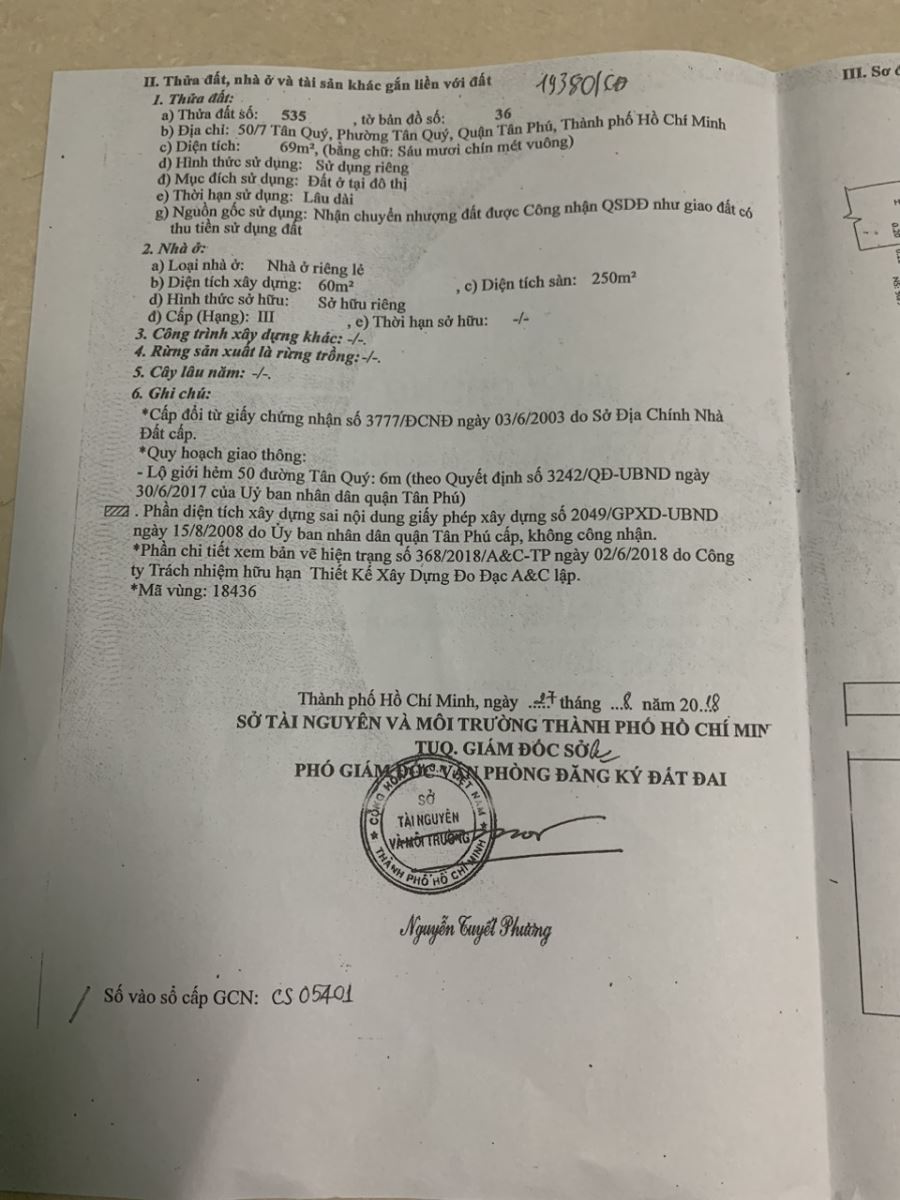 II. Thửa đất, nhà ở và tài sản khác gắn liền với đất 19380/CĐ
III. Sơ đ
1. Thửa đất:
a) Thửa đất số: 535 , tờ bản đồ số: 36
b) Địa chỉ: 50/7 Tân Quý, Phường Tân Quý, Quận Tân Phú, Thành phố Hồ Chí Minh
c) Diện tích: 69m², (bằng chữ: Sáu mươi chín mét vuông)
d) Hình thức sử dụng: Sử dụng riêng
đ) Mục đích sử dụng: Đất ở tại đô thị
e) Thời hạn sử dụng: Lâu dài
g) Nguồn gốc sử dụng: Nhận chuyển nhượng đất được Công nhận QSDĐ như giao đất có
thu tiền sử dụng đất
2. Nhà ở:
a) Loại nhà ở: Nhà ở riêng lẻ
b) Diện tích xây dựng: 60m² , c) Diện tích sàn: 250m²
d) Hình thức sở hữu: Sở hữu riêng
đ) Cấp (Hạng): III , e) Thời hạn sở hữu: -/-
3. Công trình xây dựng khác: -/-.
4. Rừng sản xuất là rừng trồng: -/-.
5. Cây lâu năm: -/-.
6. Ghi chú:
*Cấp đổi từ giấy chứng nhận số 3777/ĐCNĐ ngày 03/6/2003 do Sở Địa Chính Nhà
Đất cấp.
*Quy hoạch giao thông:
- Lộ giới hẻm 50 đường Tân Quý: 6m (theo Quyết định số 3242/QĐ-UBND ngày
30/6/2017 của Uỷ ban nhân dân quận Tân Phú)
. Phần diện tích xây dựng sai nội dung giấy phép xây dựng số 2049/GPXD-UBND
ngày 15/8/2008 do Ủy ban nhân dân quận Tân Phú cấp, không công nhận.
*Phần chi tiết xem bản vẽ hiện trạng số 368/2018/A&C-TP ngày 02/6/2018 do Công
ty Trách nhiệm hữu hạn Thiết Kế Xây Dựng Đo Đạc A&C lập.
*Mã vùng: 18436
Thành phố Hồ Chí Minh, ngày ..27 tháng ...8. năm 20.18
SỞ TÀI NGUYÊN VÀ MÔI TRƯỜNG THÀNH PHỐ HỒ CHÍ MIN
TUQ. GIÁM ĐỐC SỞ
PHÓ GIÁM ĐỐC VĂN PHÒNG ĐĂNG KÝ ĐẤT ĐAI
SỞ
TÀI NGUYÊN
VÀ MÔI TRƯỜNG
THÀNH PHỐ HỒ CHÍ MINH
Nguyễn Tuyết Phương
Số vào sổ cấp GCN: CS 05401